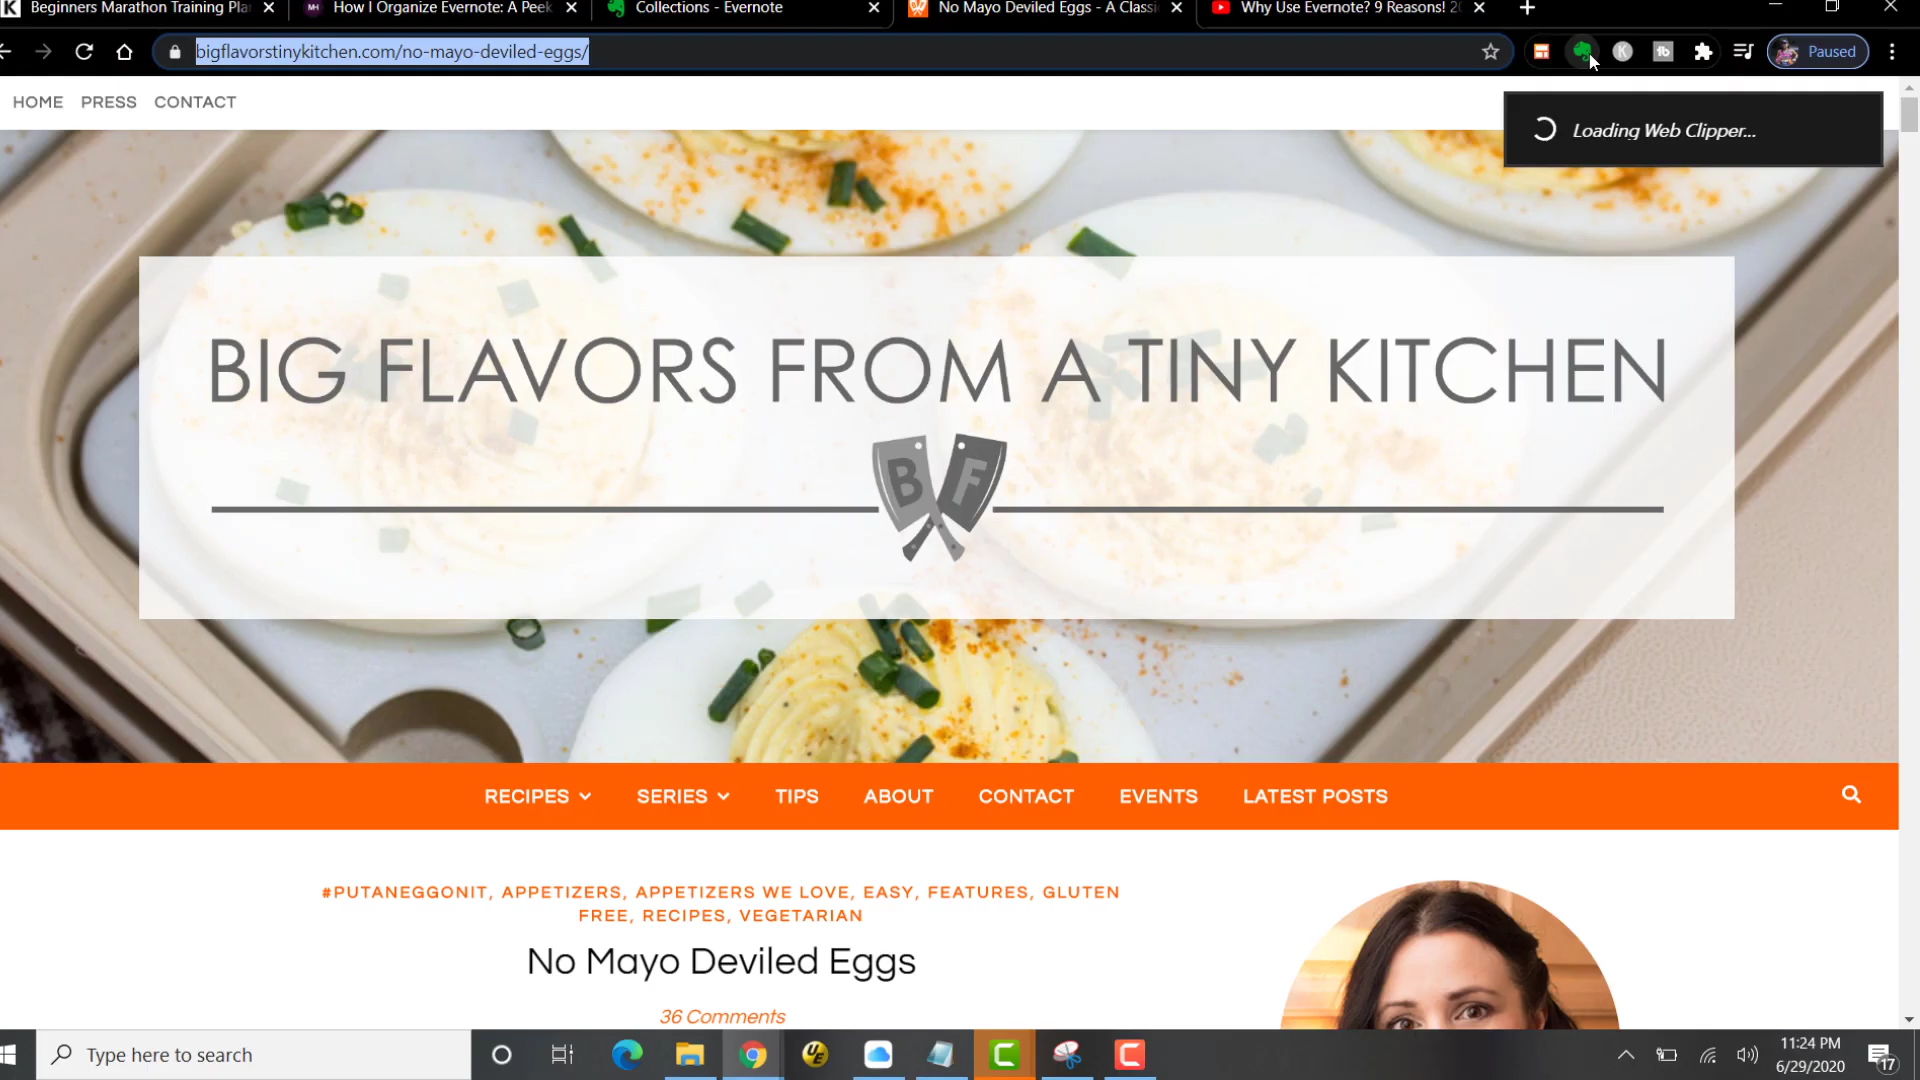 Beginners Marathon Training Pla
How I Organize Evernote: A Peek
Collections - Evernote
No Mayo Deviled Eggs - A Classi
Why Use Evernote? 9 Reasons! 20
bigflavorstinykitchen.com/no-mayo-deviled-eggs/
Paused
HOME PRESS CONTACT
Loading Web Clipper...
BIG FLAVORS FROM A TINY KITCHEN
B F
RECIPES SERIES TIPS ABOUT CONTACT EVENTS LATEST POSTS
#PUTANEGGONIT, APPETIZERS, APPETIZERS WE LOVE, EASY, FEATURES, GLUTEN
FREE, RECIPES, VEGETARIAN
No Mayo Deviled Eggs
36 Comments
Type here to search
11:24 PM
6/29/2020
17